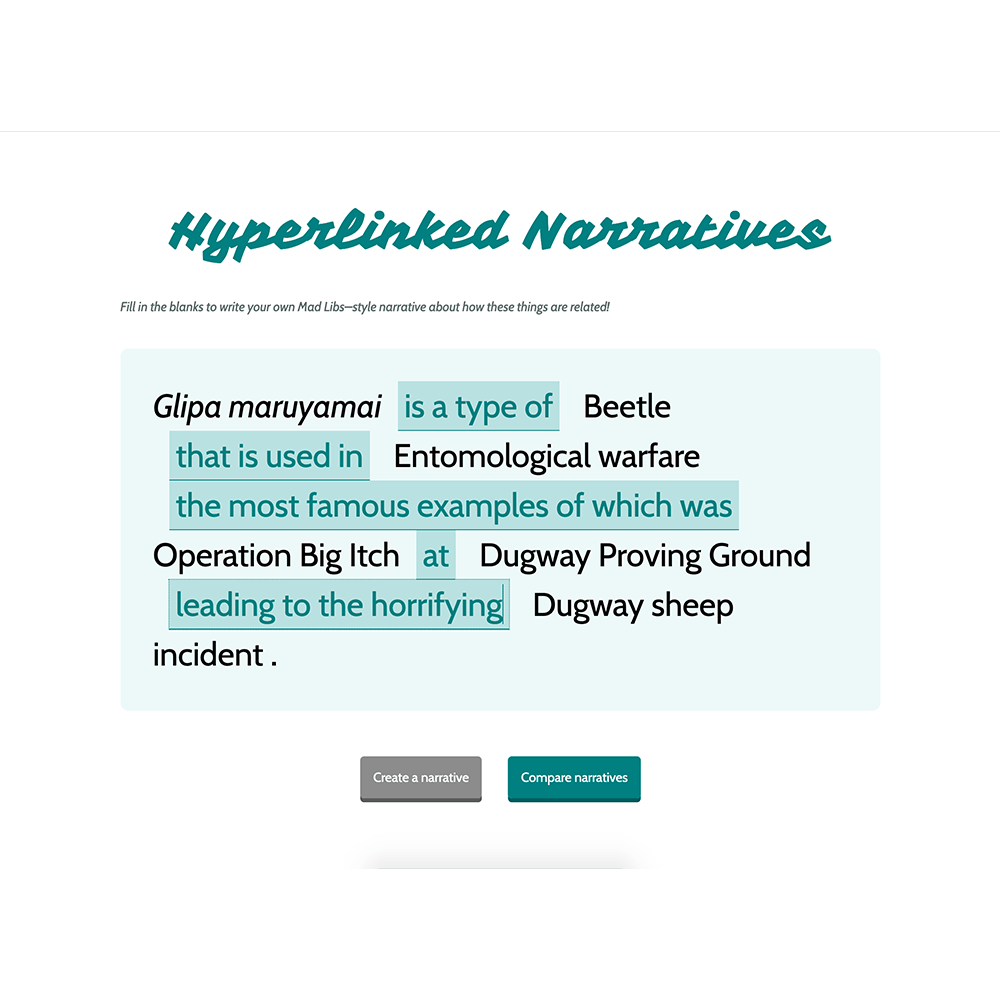 Hyperlinked Narratives
Fill in the blanks to write your own Mad Libs—style narrative about how these things are related!
Glipa maruyamai is a type of Beetle
that is used in Entomological warfare
the most famous examples of which was
Operation Big Itch at Dugway Proving Ground
leading to the horrifying Dugway sheep
incident .
Create a narrative Compare narratives